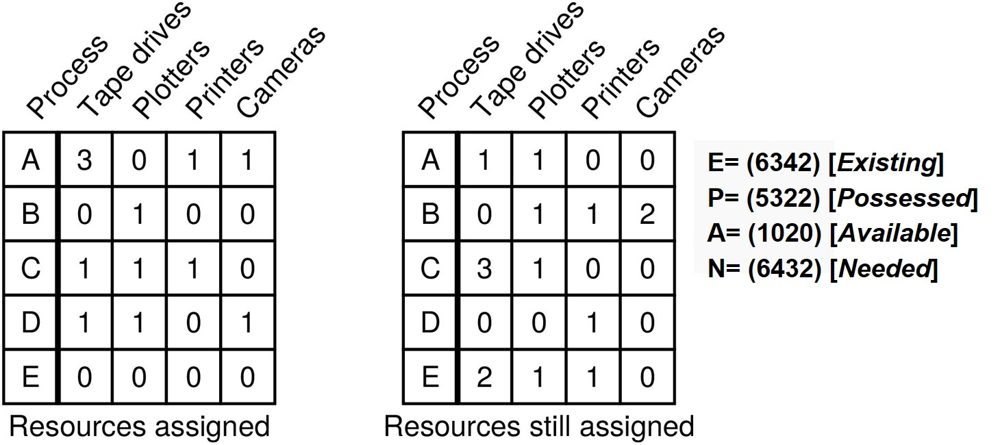 Process Tape drives Plotters Printers Cameras
A 3 0 1 1
B 0 1 0 0
C 1 1 1 0
D 1 1 0 1
E 0 0 0 0
Resources assigned
Process Tape drives Plotters Printers Cameras
A 1 1 0 0
B 0 1 1 2
C 3 1 0 0
D 0 0 1 0
E 2 1 1 0
Resources still assigned
E= (6342) [Existing]
P= (5322) [Possessed]
A= (1020) [Available]
N= (6432) [Needed]